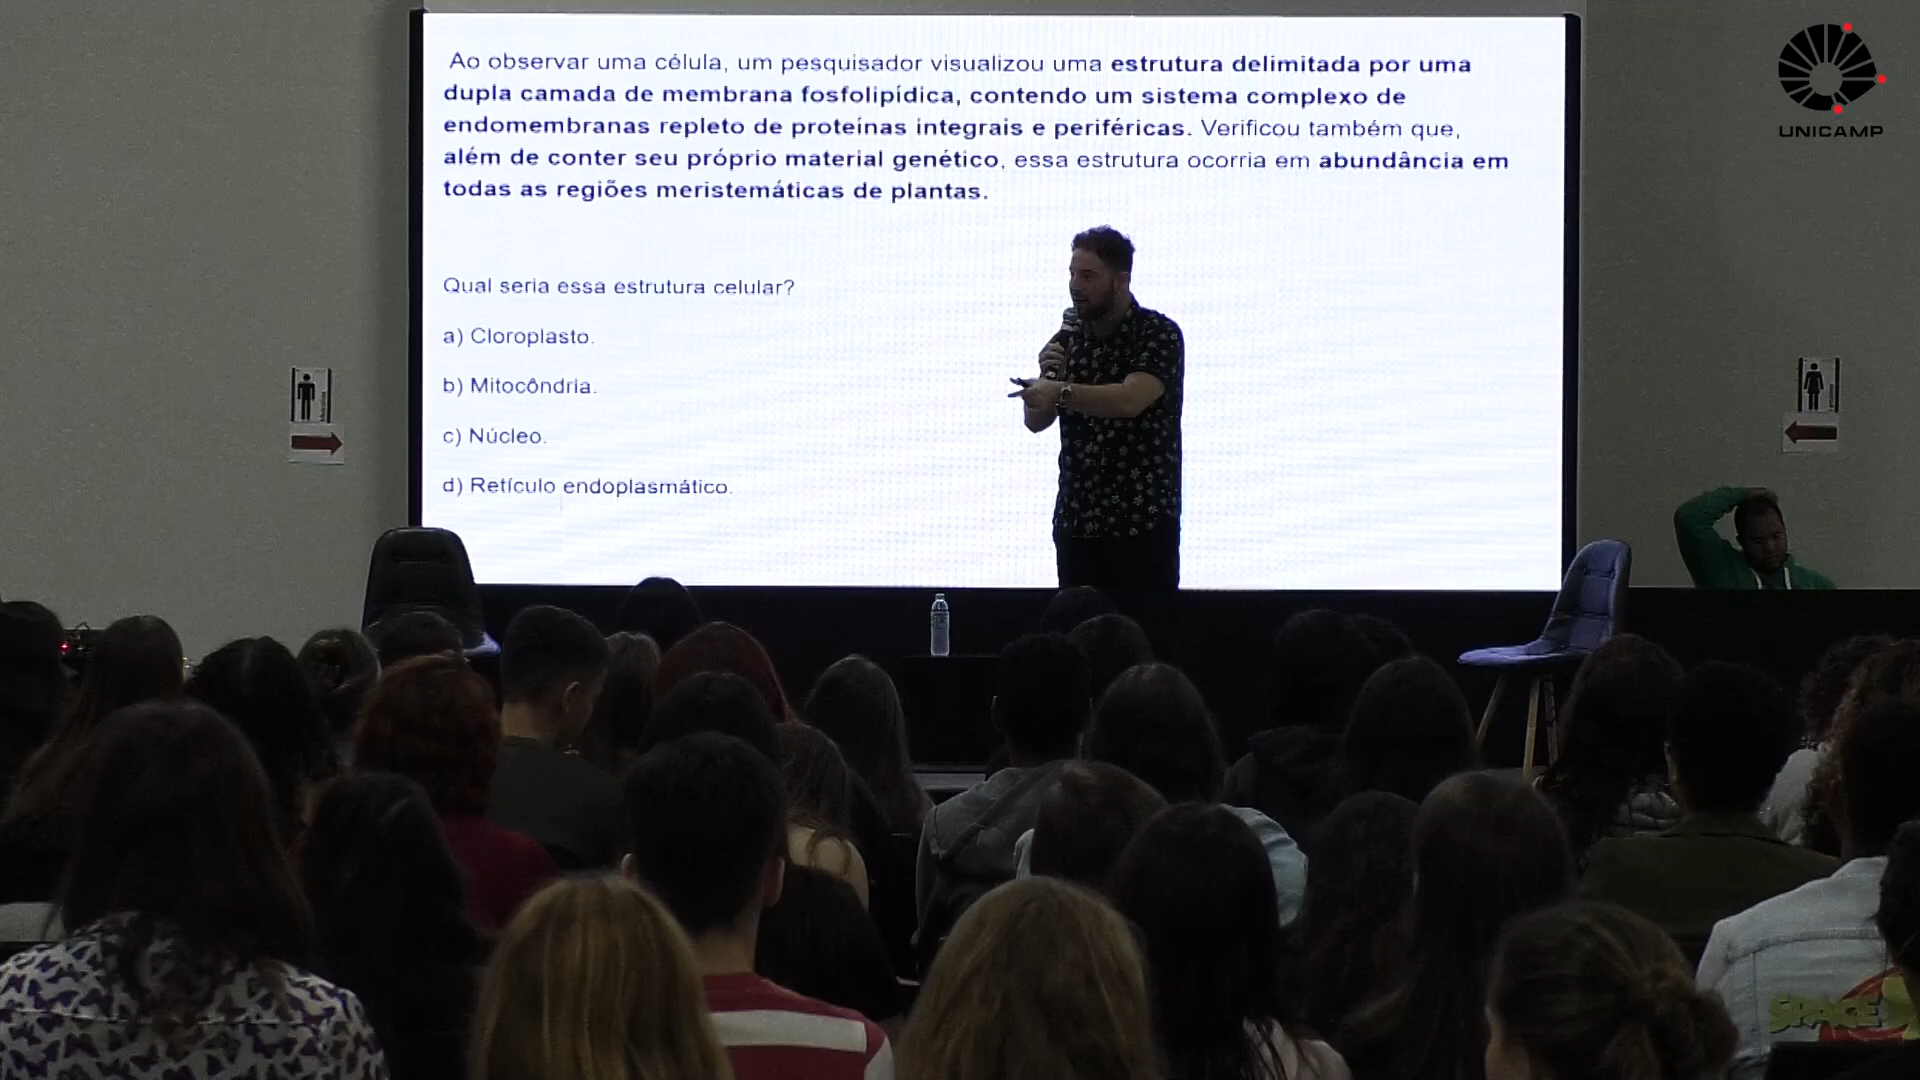 Ao observar uma célula, um pesquisador visualizou uma estrutura delimitada por uma
dupla camada de membrana fosfolipídica, contendo um sistema complexo de
endomembranas repleto de proteínas integrais e periféricas. Verificou também que,
além de conter seu próprio material genético, essa estrutura ocorria em abundância em
todas as regiões meristemáticas de plantas.
Qual seria essa estrutura celular?
a) Cloroplasto.
b) Mitocôndria.
c) Núcleo.
d) Retículo endoplasmático.
UNICAMP
SPACE